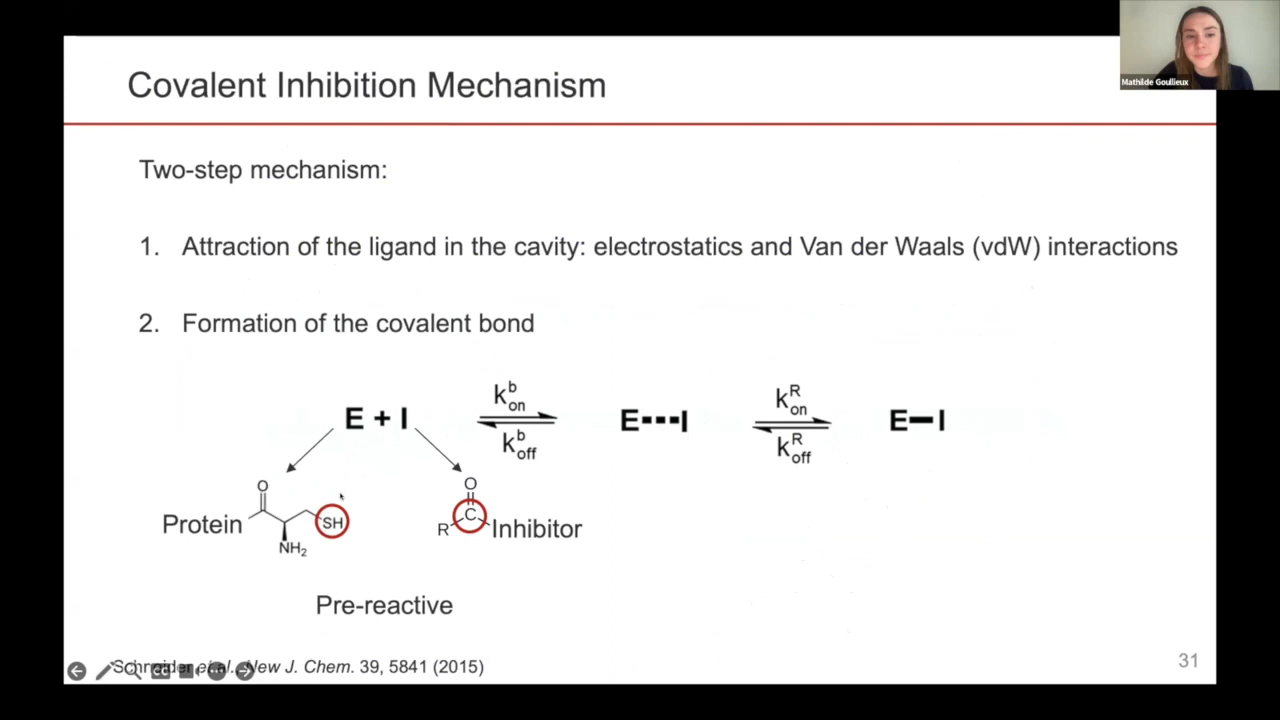 Covalent Inhibition Mechanism
Mathilde Goullieux
Two-step mechanism:
1. Attraction of the ligand in the cavity: electrostatics and Van der Waals (vdW) interactions
2. Formation of the covalent bond
E + I k^b_on k^b_off E---I k^R_on k^R_off E—I
O
Protein SH
NH2
O
C
R Inhibitor
Pre-reactive
et al. New J. Chem. 39, 5841 (2015)
31